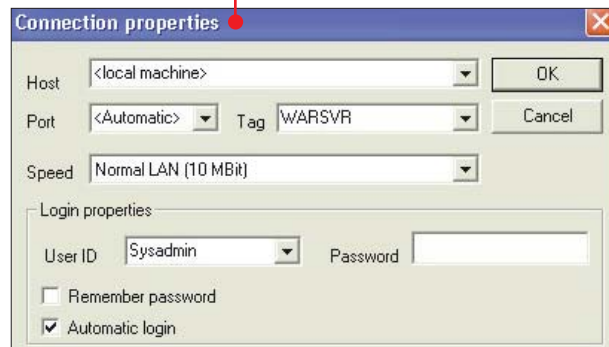 Connection properties
Host <local machine> OK
Port <Automatic> Tag WARSVR Cancel
Speed Normal LAN (10 MBit)
Login properties
User ID Sysadmin Password
Remember password
Automatic login